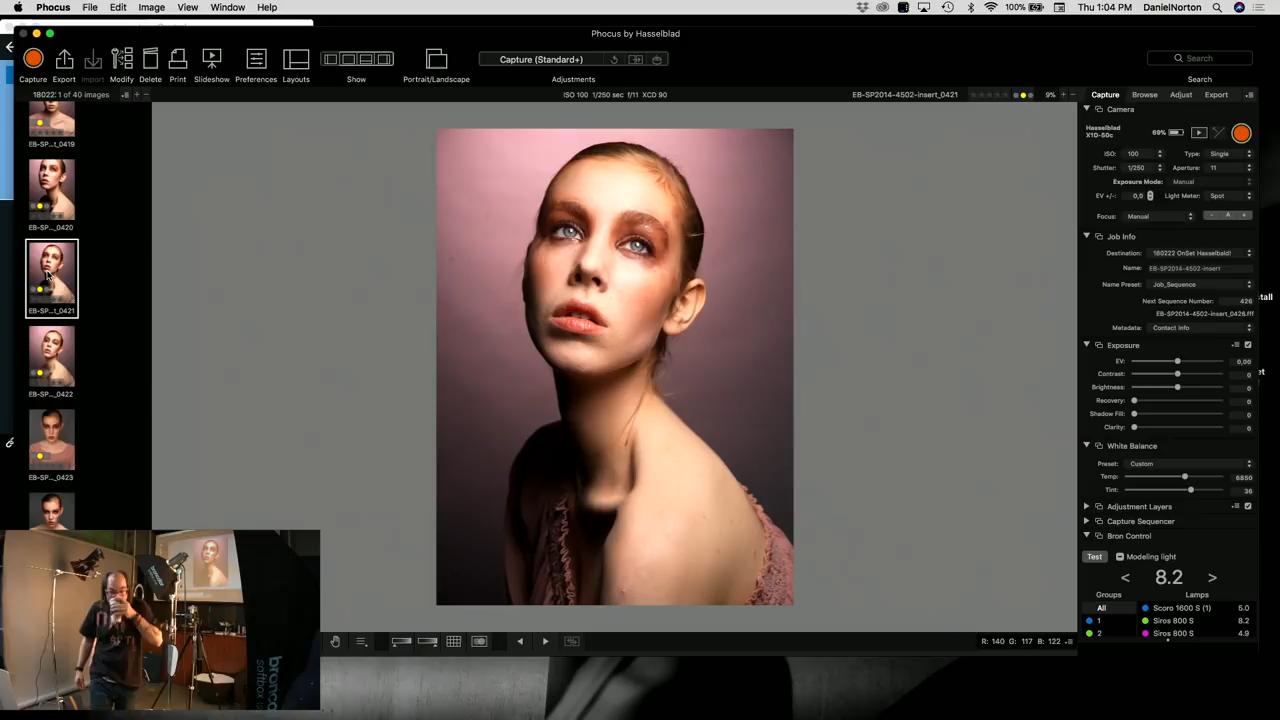 Phocus File Edit Image View Window Help
100% Thu 1:04 PM DanielNorton
Phocus by Hasselblad
Capture Export Import Modify Delete Print Slideshow Preferences Layouts Show Portrait/Landscape
Capture (Standard+)
Adjustments
Search
Search
18022: 1 of 40 images
ISO 100 1/250 sec f/11 XCD 90
EB-SP2014-4502-insert_0421
9%
EB-SP..._t_0419
EB-SP..._0420
EB-SP..._t_0421
EB-SP..._0422
EB-SP..._0423
Capture Browse Adjust Export
Camera
Hasselblad
X1D-50c
69%
ISO: 100 Type: Single
Shutter: 1/250 Aperture: 11
Exposure Mode: Manual
EV +/-: 0,0 Light Meter: Spot
Focus: Manual - A +
Job Info
Destination: 180222 OnSet Hasselbald!
Name: EB-SP2014-4502-insert
Name Preset: Job_Sequence
Next Sequence Number: 426
EB-SP2014-4502-insert_0426.fff
Metadata: Contact Info
Exposure
EV: 0,00
Contrast: 0
Brightness: 0
Recovery: 0
Shadow Fill: 0
Clarity: 0
White Balance
Preset: Custom
Temp: 6850
Tint: 36
Adjustment Layers
Capture Sequencer
Bron Control
Test Modeling light
< 8.2 >
Groups Lamps
All Scoro 1600 S (1) 5.0
1 Siros 800 S 8.2
2 Siros 800 S 4.9
R: 140 G: 117 B: 122
softbox